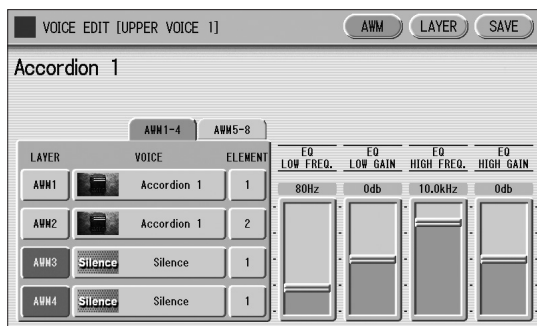 VOICE EDIT [UPPER VOICE 1]
AWM
LAYER
SAVE
Accordion 1
AWM1-4
AWM5-8
LAYER
VOICE
ELEMENT
EQ
LOW FREQ.
EQ
LOW GAIN
EQ
HIGH FREQ.
EQ
HIGH GAIN
80Hz
0db
10.0kHz
0db
AWM1
Accordion 1
1
AWM2
Accordion 1
2
AWM3
Silence
Silence
1
AWM4
Silence
Silence
1